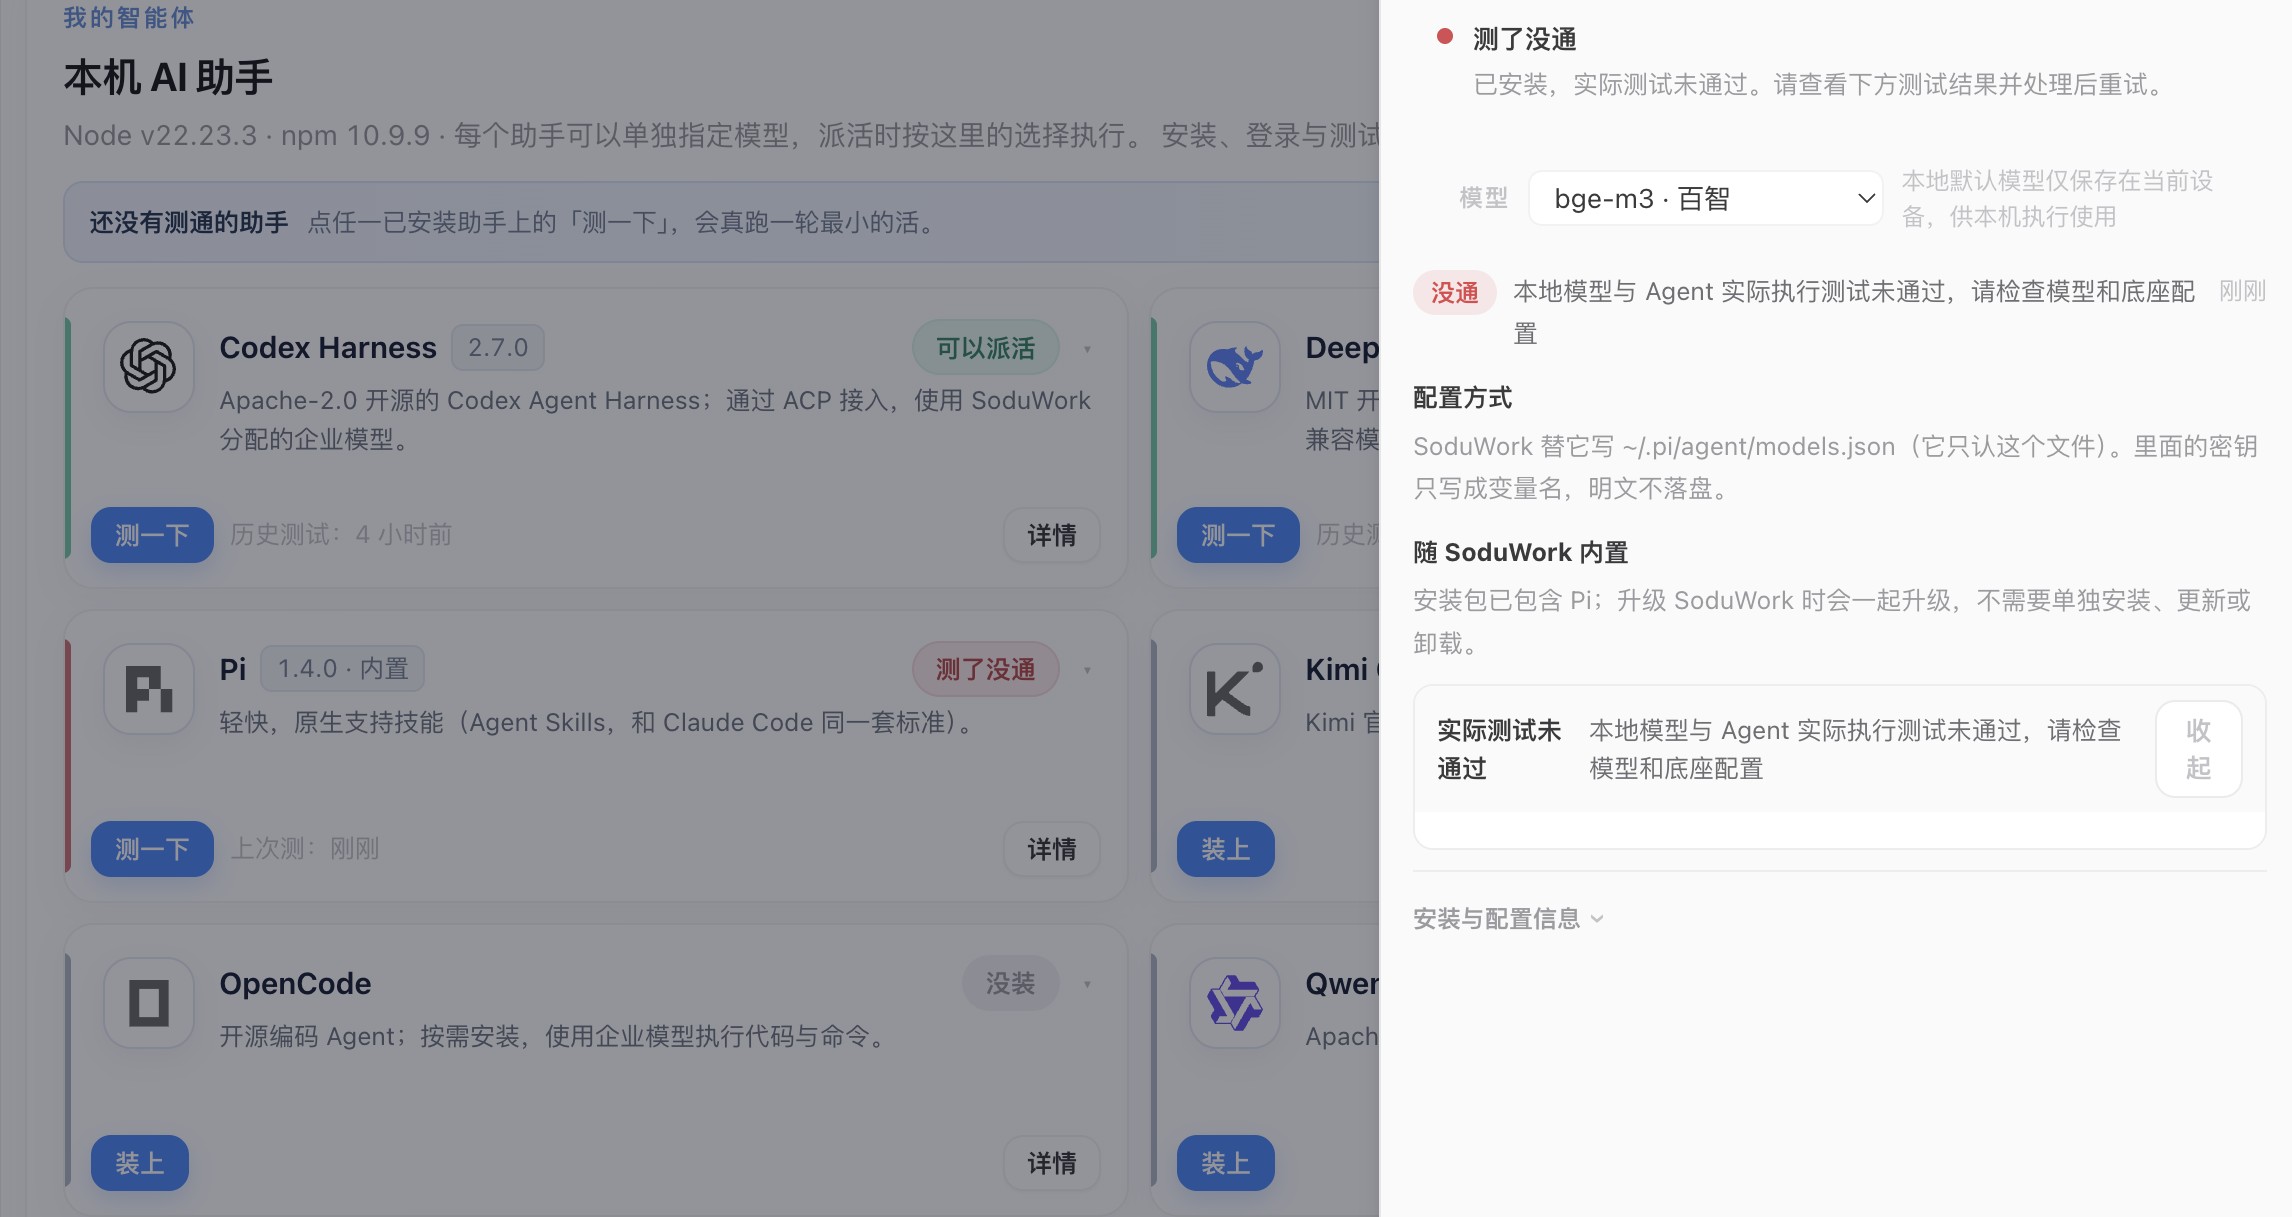 我的智能体
本机 AI 助手
Node v22.23.3 · npm 10.9.9 · 每个助手可以单独指定模型，派活时按这里的选择执行。 安装、登录与测试
还没有测通的助手 点任一已安装助手上的「测一下」，会真跑一轮最小的活。
Codex Harness 2.7.0 可以派活
Apache-2.0 开源的 Codex Agent Harness；通过 ACP 接入，使用 SoduWork
分配的企业模型。
测一下 历史测试：4 小时前 详情
Deep
MIT 开
兼容模
测一下 历史测
Pi 1.4.0 · 内置 测了没通
轻快，原生支持技能（Agent Skills，和 Claude Code 同一套标准）。
测一下 上次测：刚刚 详情
Kimi
Kimi 官
装上
OpenCode 没装
开源编码 Agent；按需安装，使用企业模型执行代码与命令。
装上 详情
Qwen
Apach
装上
测了没通
已安装，实际测试未通过。请查看下方测试结果并处理后重试。
模型 bge-m3 · 百智
本地默认模型仅保存在当前设
备，供本机执行使用
没通 本地模型与 Agent 实际执行测试未通过，请检查模型和底座配 刚刚
置
配置方式
SoduWork 替它写 ~/.pi/agent/models.json（它只认这个文件）。里面的密钥
只写成变量名，明文不落盘。
随 SoduWork 内置
安装包已包含 Pi；升级 SoduWork 时会一起升级，不需要单独安装、更新或
卸载。
实际测试未
通过
本地模型与 Agent 实际执行测试未通过，请检查
模型和底座配置
收
起
安装与配置信息